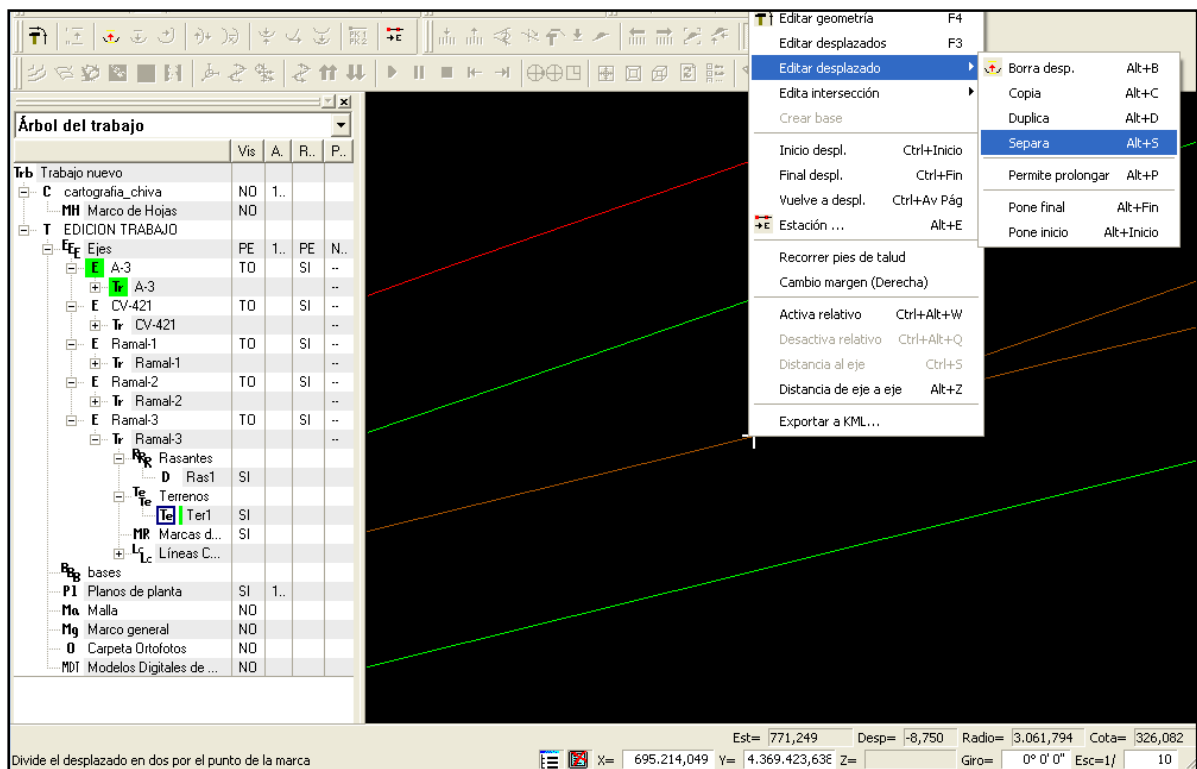 Árbol del trabajo
Vis A. R.. P..
Trb Trabajo nuevo
C cartografia_chiva NO 1..
MH Marco de Hojas NO
T EDICION TRABAJO
EEE Ejes PE 1.. PE N..
E A-3 TO SI --
Tr A-3 --
E CV-421 TO SI --
Tr CV-421 --
E Ramal-1 TO SI --
Tr Ramal-1 --
E Ramal-2 TO SI --
Tr Ramal-2 --
E Ramal-3 TO SI --
Tr Ramal-3 --
RRR Rasantes
D Ras1 SI
Te Te Terrenos
Te Ter1 SI
MR Marcas d... SI
Lc Lc Líneas C...
BBB bases
Pl Planos de planta SI 1..
Ma Malla NO
Mg Marco general NO
O Carpeta Ortofotos NO
MDT Modelos Digitales de ... NO
PK1
PK2
Editar geometría F4
Editar desplazados F3
Editar desplazado
Edita intersección
Crear base
Inicio despl. Ctrl+Inicio
Final despl. Ctrl+Fin
Vuelve a despl. Ctrl+Av Pág
Estación ... Alt+E
Recorrer pies de talud
Cambio margen (Derecha)
Activa relativo Ctrl+Alt+W
Desactiva relativo Ctrl+Alt+Q
Distancia al eje Ctrl+S
Distancia de eje a eje Alt+Z
Exportar a KML...
Borra desp. Alt+B
Copia Alt+C
Duplica Alt+D
Separa Alt+S
Permite prolongar Alt+P
Pone final Alt+Fin
Pone inicio Alt+Inicio
Est= 771,249 Desp= -8,750 Radio= 3.061,794 Cota= 326,082
Divide el desplazado en dos por el punto de la marca X= 695.214,049 Y= 4.369.423,638 Z= Giro= 0° 0' 0" Esc=1/ 10